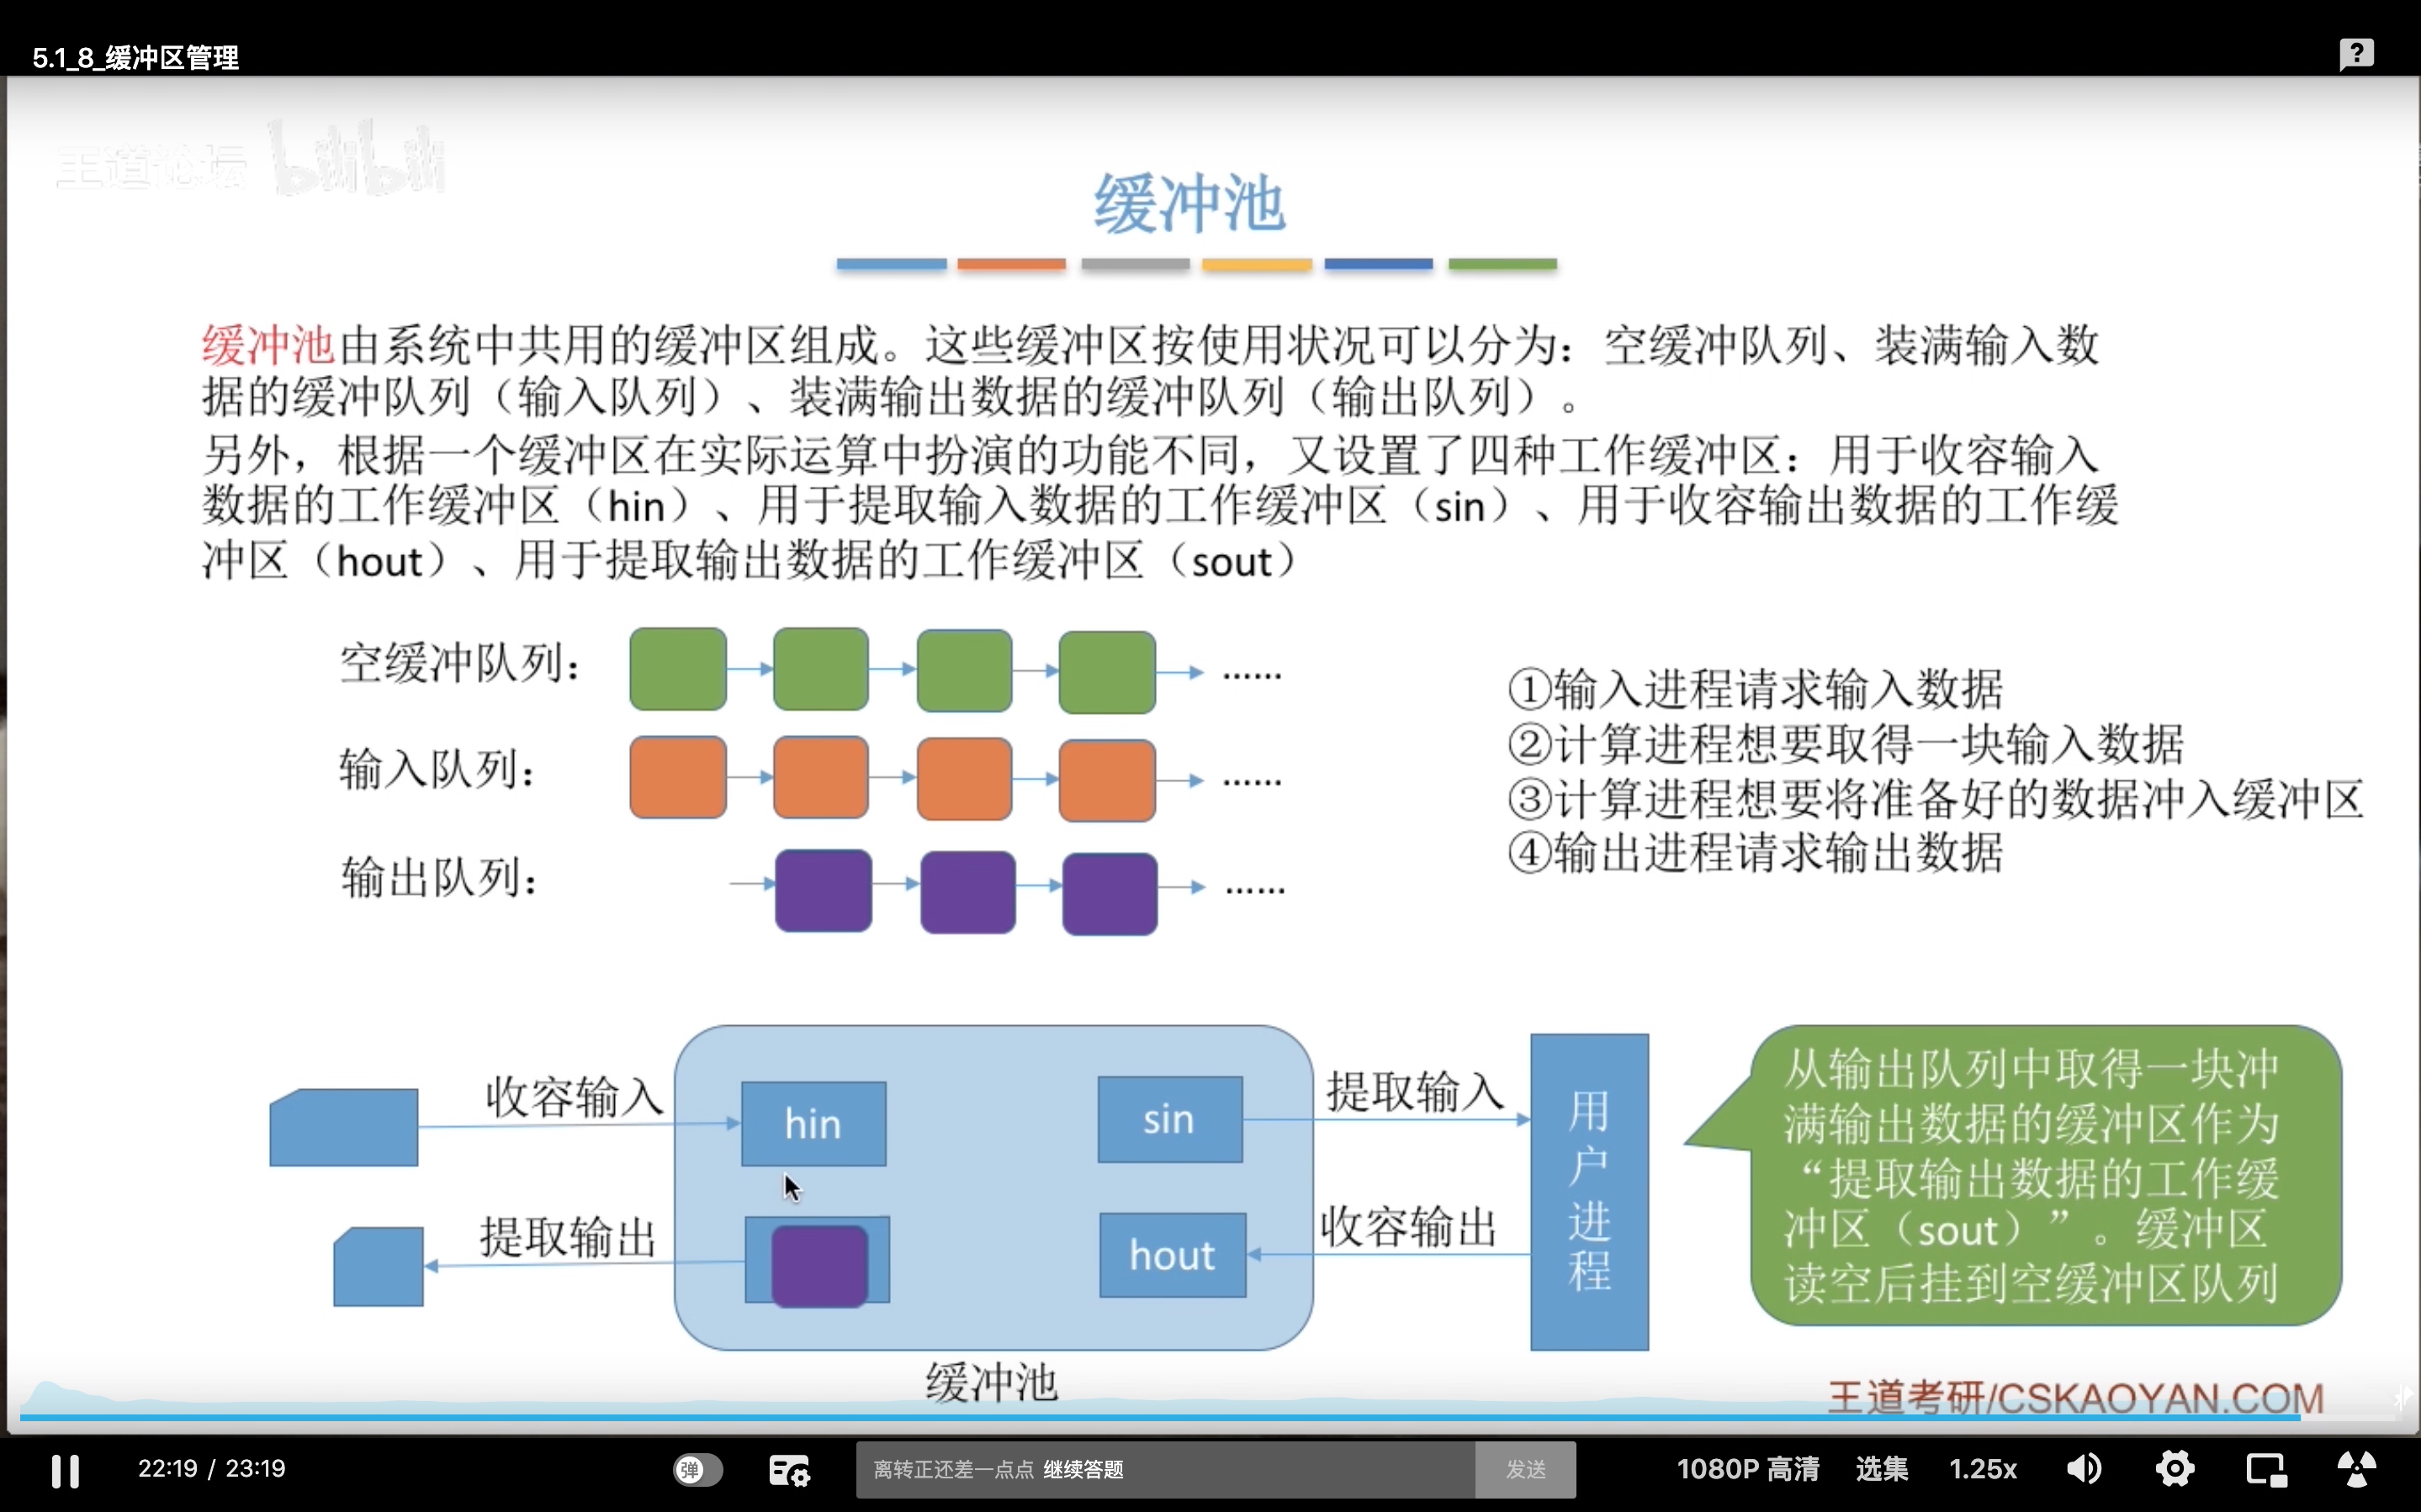 5.1_8_缓冲区管理
王道论坛 bilibili
缓冲池
缓冲池由系统中共用的缓冲区组成。这些缓冲区按使用状况可以分为：空缓冲队列、装满输入数
据的缓冲队列（输入队列）、装满输出数据的缓冲队列（输出队列）。
另外，根据一个缓冲区在实际运算中扮演的功能不同，又设置了四种工作缓冲区：用于收容输入
数据的工作缓冲区（hin）、用于提取输入数据的工作缓冲区（sin）、用于收容输出数据的工作缓
冲区（hout）、用于提取输出数据的工作缓冲区（sout）
空缓冲队列：
……
输入队列：
……
输出队列：
……
①输入进程请求输入数据
②计算进程想要取得一块输入数据
③计算进程想要将准备好的数据冲入缓冲区
④输出进程请求输出数据
收容输入
hin
sin
提取输入
提取输出
hout
收容输出
用户进程
缓冲池
从输出队列中取得一块冲
满输出数据的缓冲区作为
“提取输出数据的工作缓
冲区（sout）”。缓冲区
读空后挂到空缓冲区队列
王道考研/CSKAOYAN.COM
22:19 / 23:19
弹
离转正还差一点点 继续答题
发送
1080P 高清
选集
1.25x